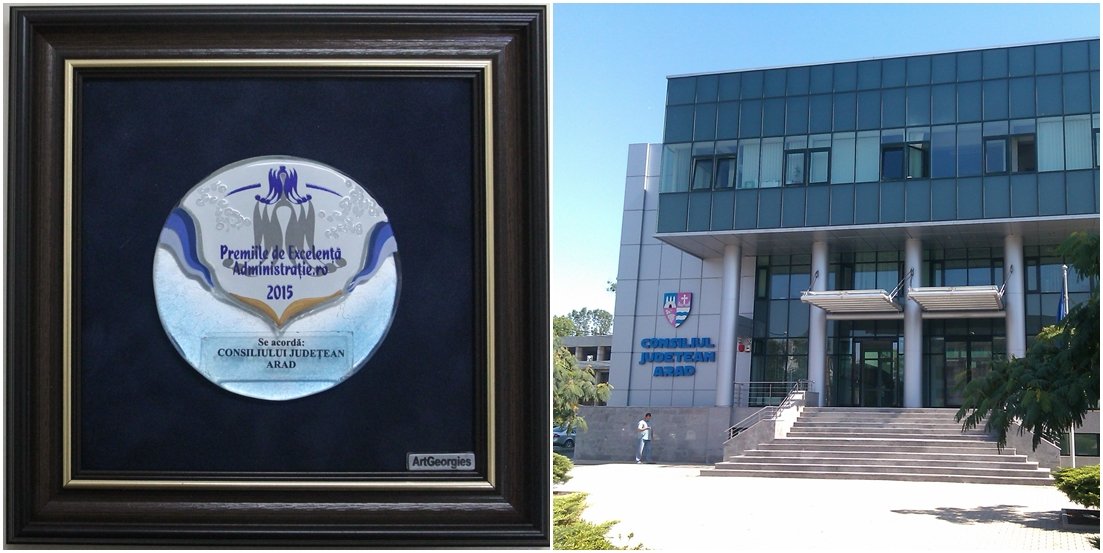 Premiile de Excelență
Administrație.ro
2015
Se acordă:
CONSILIULUI JUDEȚEAN
ARAD
ArtGeorgies
CONSILIUL
JUDEȚEAN
ARAD